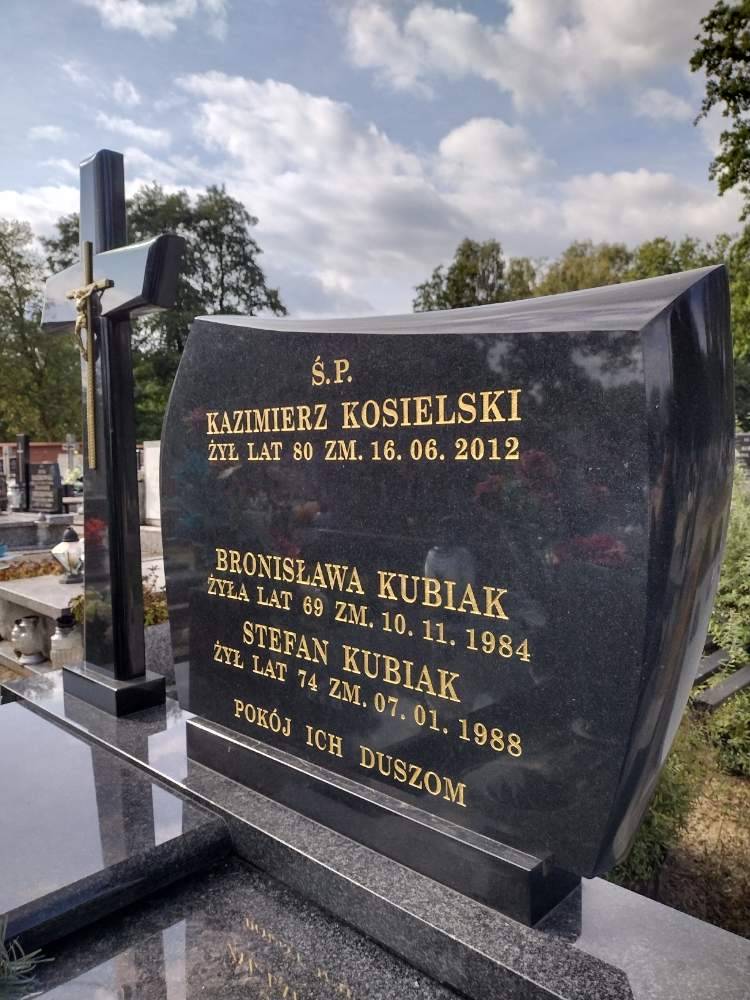 Ś.P.
KAZIMIERZ KOSIELSKI
ŻYŁ LAT 80 ZM. 16. 06. 2012
BRONISŁAWA KUBIAK
ŻYŁA LAT 69 ZM. 10. 11. 1984
STEFAN KUBIAK
ŻYŁ LAT 74 ZM. 07. 01. 1988
POKÓJ ICH DUSZOM